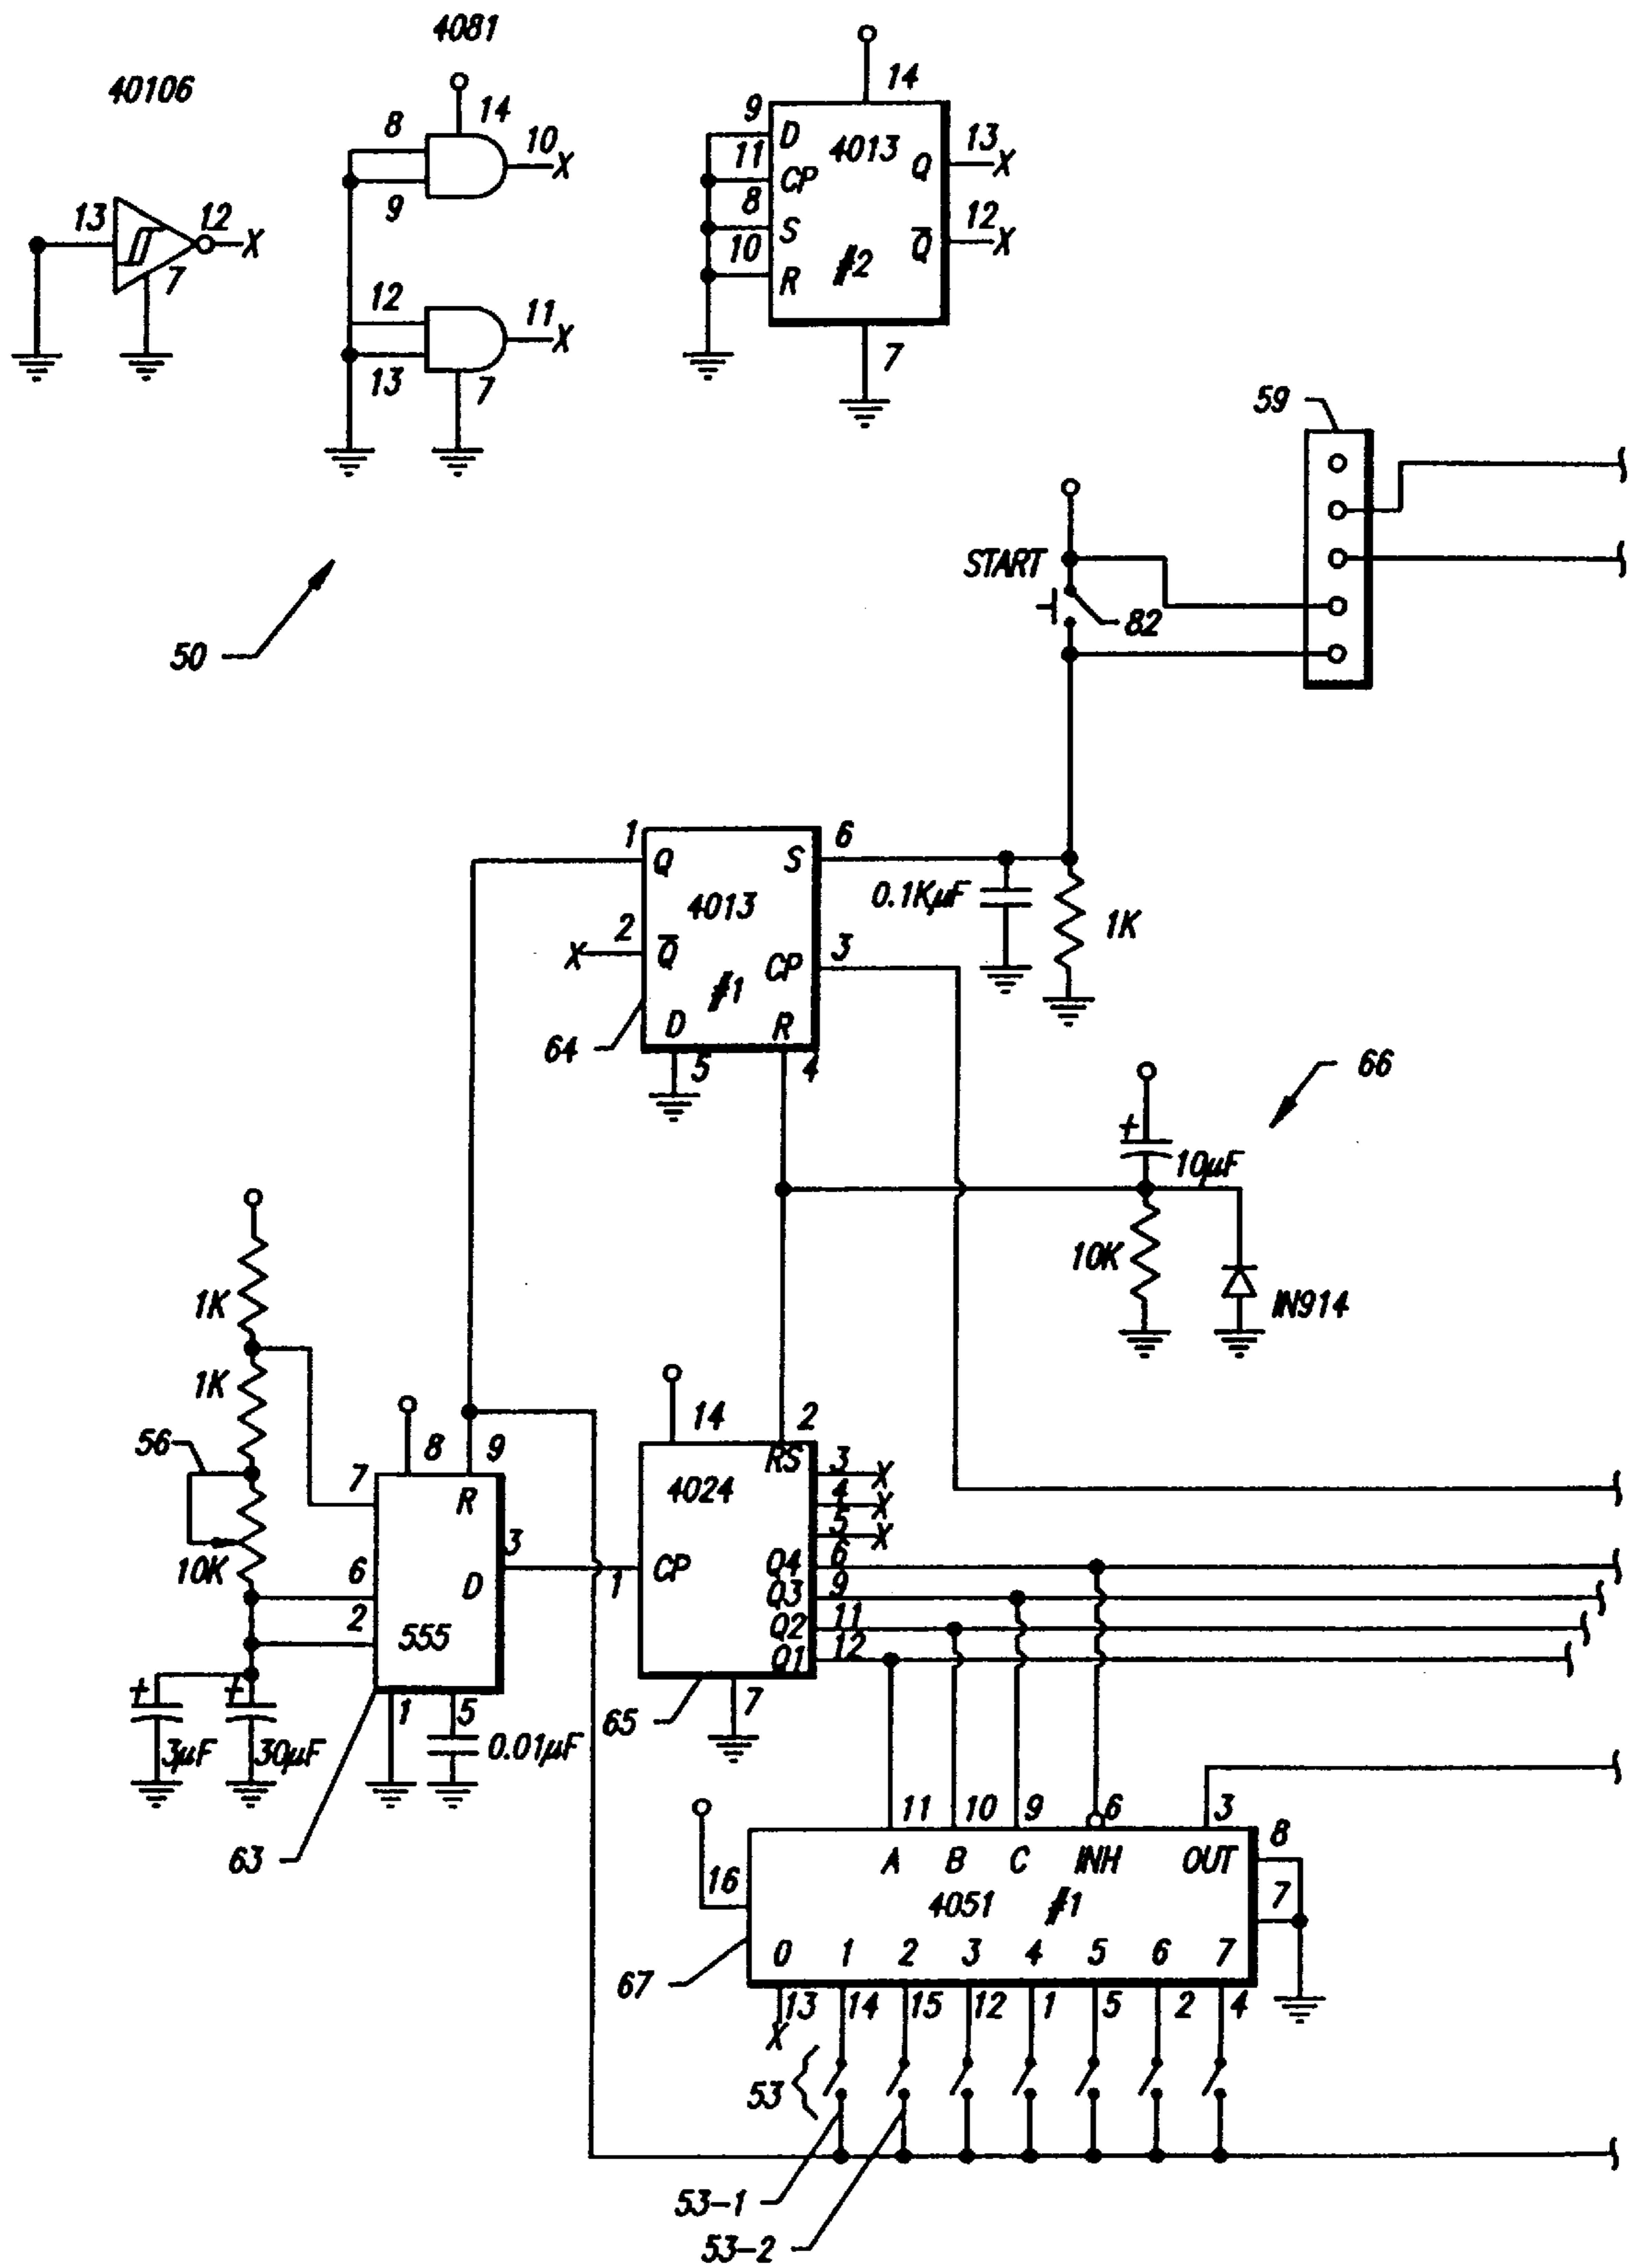 4081
40106
14
14
8
10
X
9
13
12
X
7
9
12
11
X
13
7
9
D
4013
13
X
11
CP
Q
8
S
12
X
10
R
Q̅
#2
7
59
START
82
50
1
6
Q
S
4013
0.1KµF
1K
2
Q̅
X
3
CP
#1
D
R
64
5
4
66
+
10µF
10K
IN914
1K
1K
56
10K
7
8
9
R
6
3
D
2
555
+
+
3µF
30µF
1
5
0.01µF
63
14
2
RS
4024
3
X
4
X
5
X
CP
1
Q4
6
Q3
9
Q2
11
Q1
12
7
65
11
10
9
6
3
8
16
A
B
C
INH
OUT
7
4051
#1
0
1
2
3
4
5
6
7
67
13
14
15
12
1
5
2
4
X
53
53-1
53-2